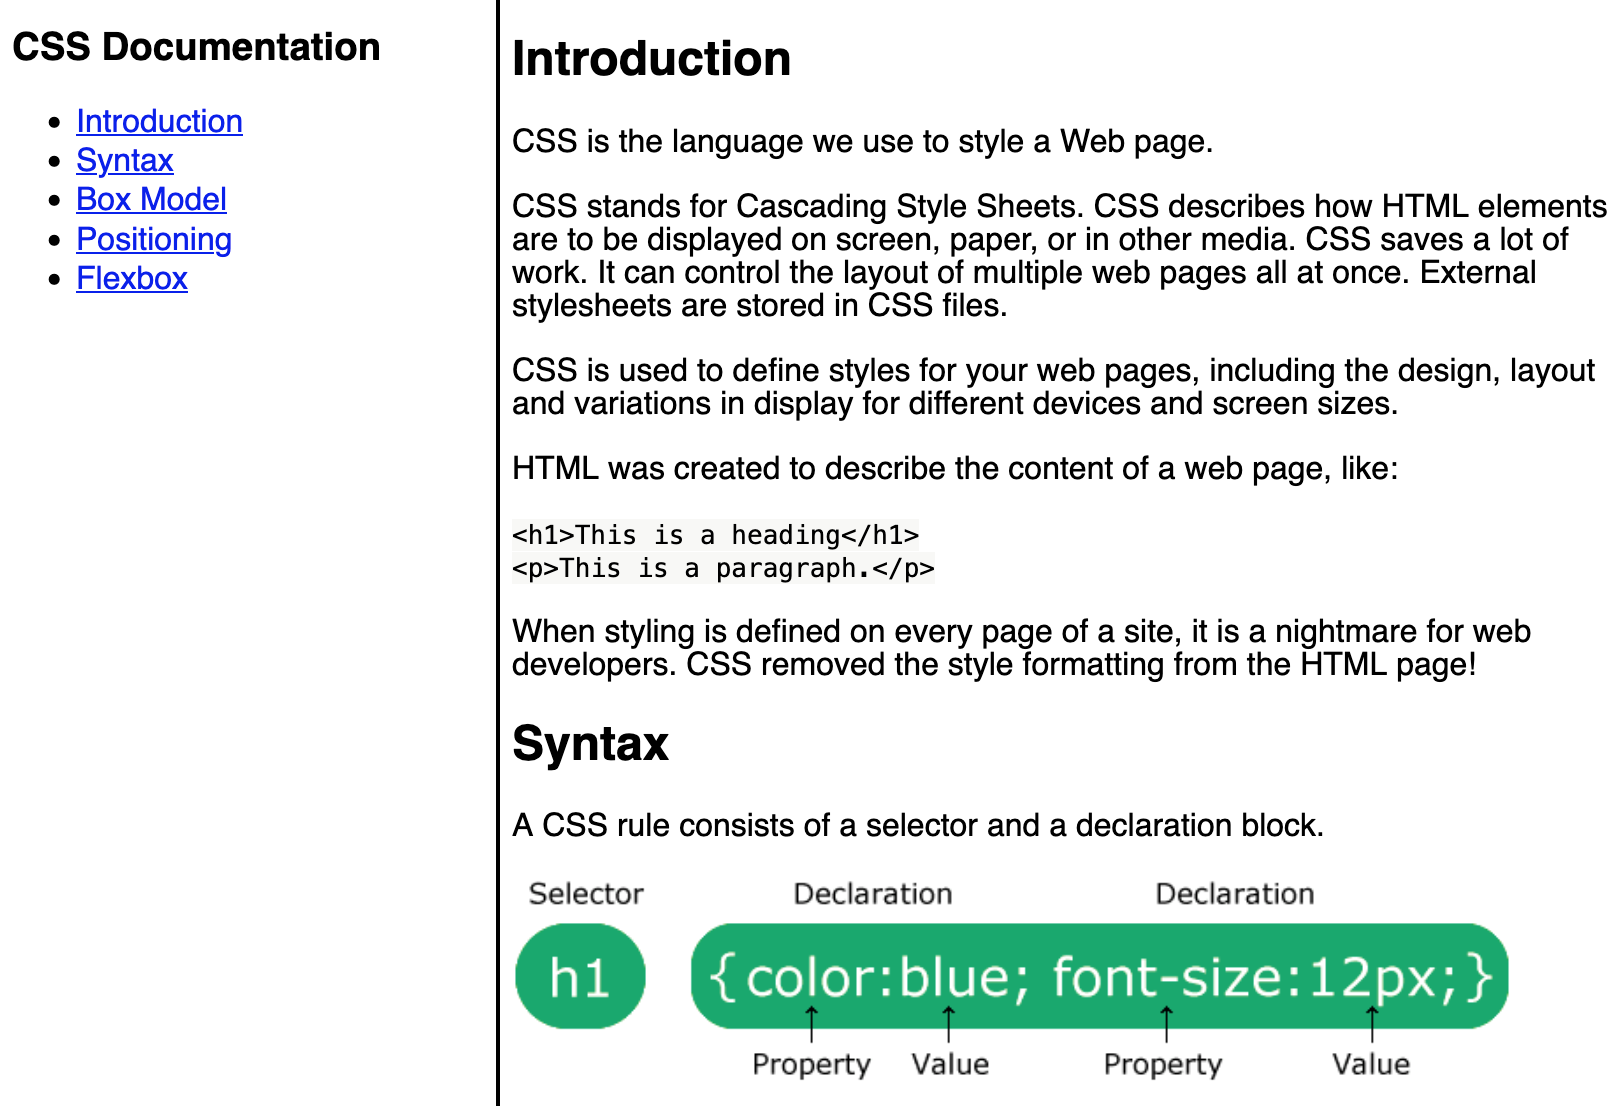 CSS Documentation
Introduction
Syntax
Box Model
Positioning
Flexbox
Introduction
CSS is the language we use to style a Web page.
CSS stands for Cascading Style Sheets. CSS describes how HTML elements
are to be displayed on screen, paper, or in other media. CSS saves a lot of
work. It can control the layout of multiple web pages all at once. External
stylesheets are stored in CSS files.
CSS is used to define styles for your web pages, including the design, layout
and variations in display for different devices and screen sizes.
HTML was created to describe the content of a web page, like:
<h1>This is a heading</h1>
<p>This is a paragraph.</p>
When styling is defined on every page of a site, it is a nightmare for web
developers. CSS removed the style formatting from the HTML page!
Syntax
A CSS rule consists of a selector and a declaration block.
Selector Declaration Declaration
h1 {color:blue; font-size:12px;}
Property Value Property Value